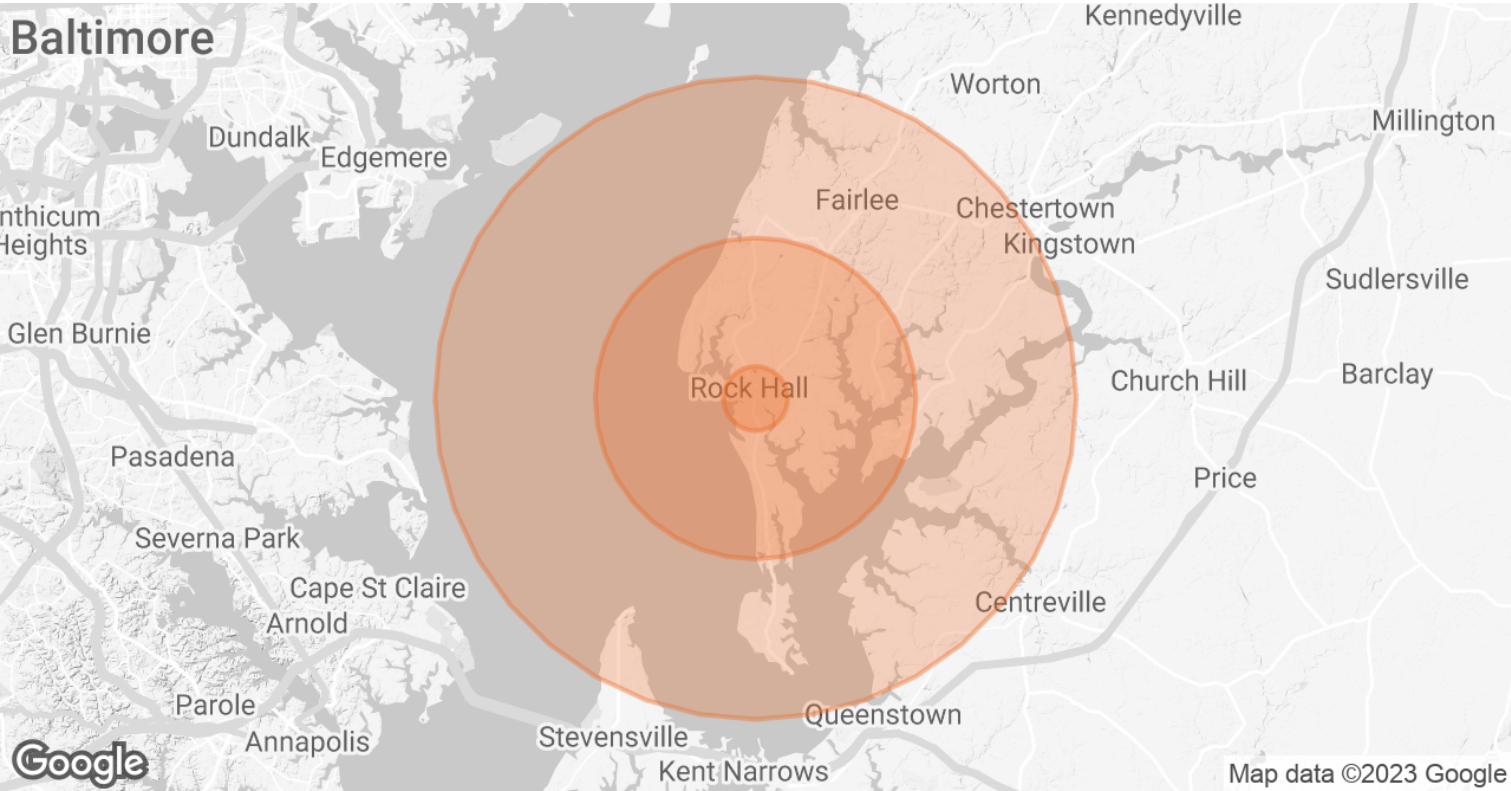 Kennedyville
Baltimore
Worton
Millington
Dundalk
Edgemere
Fairlee
Chestertown
nthicum
Heights
Kingstown
Sudlersville
Glen Burnie
Barclay
Church Hill
Rock Hall
Pasadena
Price
Severna Park
Cape St Claire
Centreville
Arnold
Parole
Queenstown
Stevensville
Annapolis
Google
Kent Narrows
Map data ©2023 Google